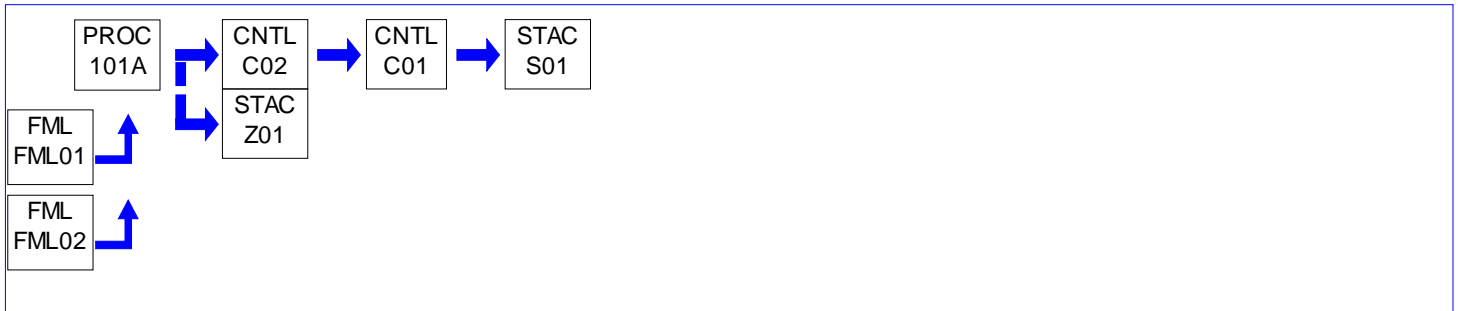 PROC
101A
CNTL
C02
CNTL
C01
STAC
S01
STAC
Z01
FML
FML01
FML
FML02